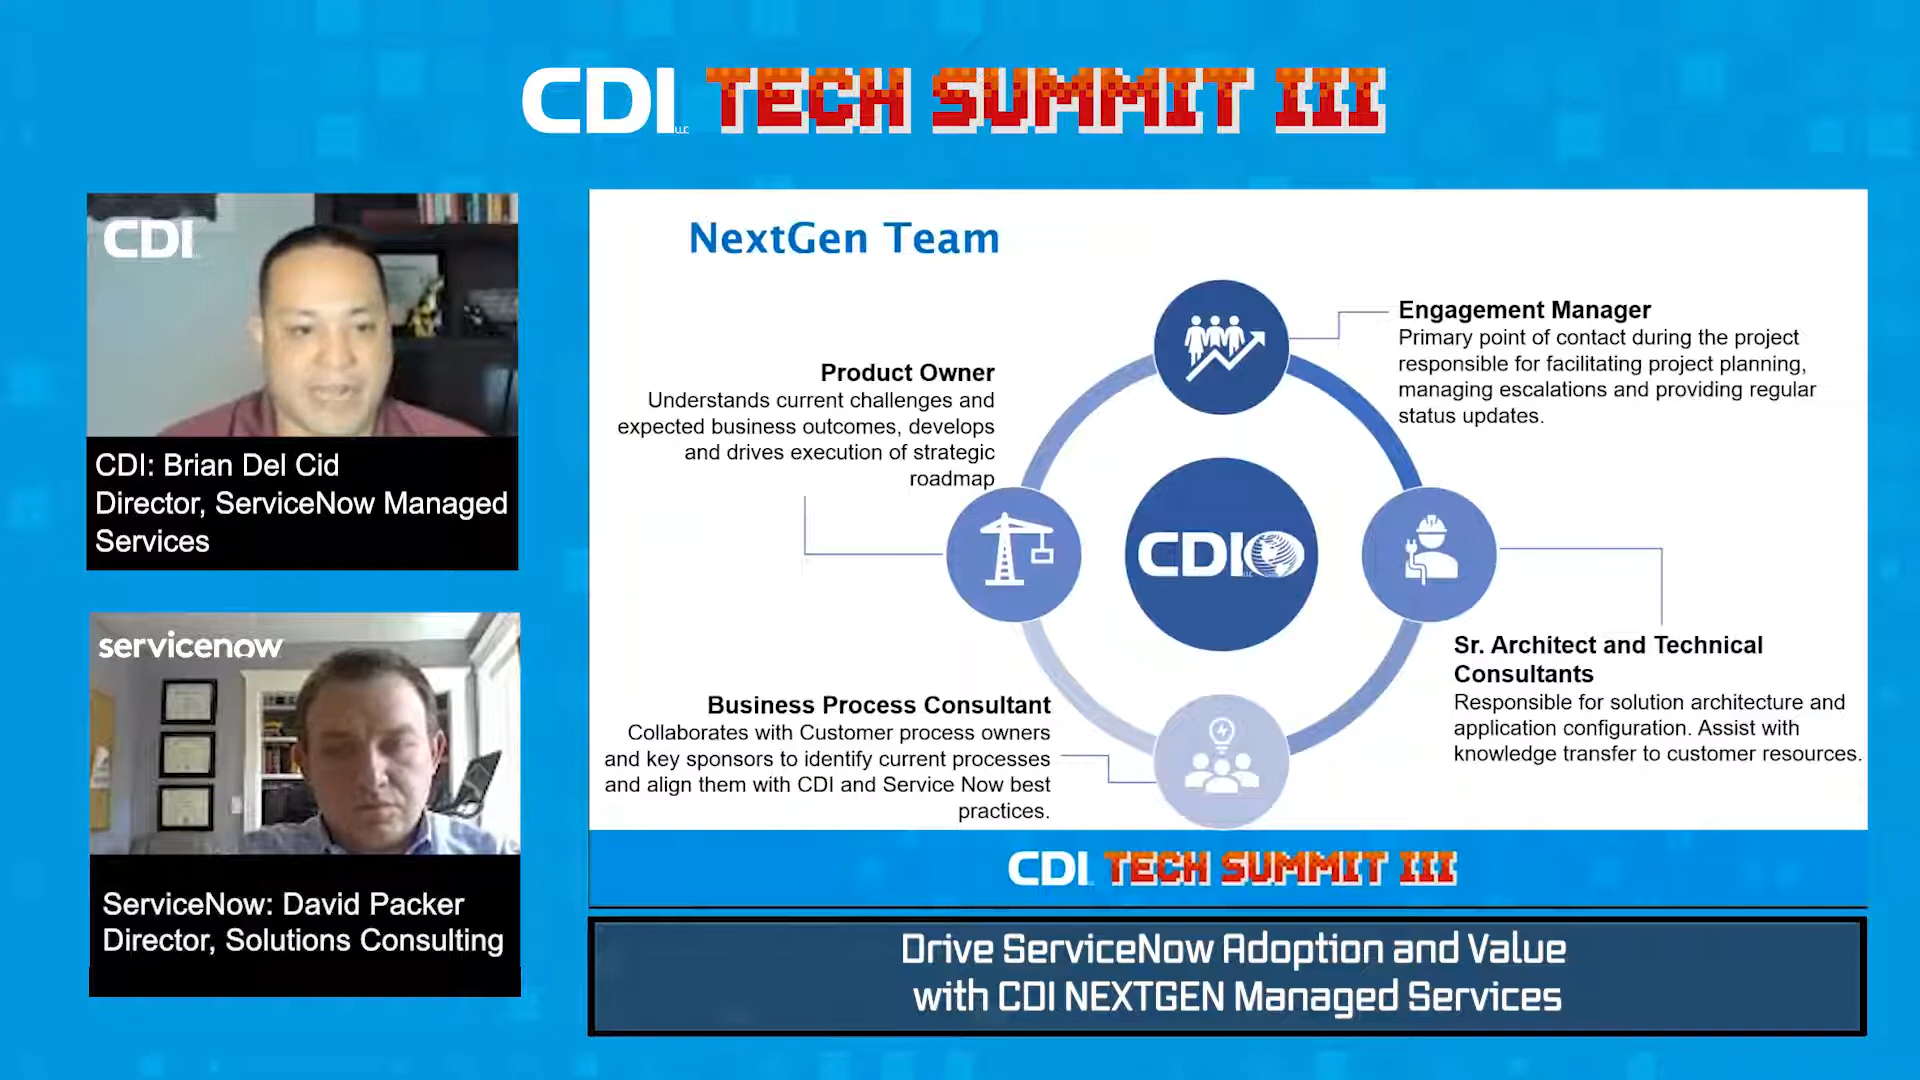 CDI LLC TECH SUMMIT III
CDI
CDI: Brian Del Cid
Director, ServiceNow Managed
Services
servicenow
ServiceNow: David Packer
Director, Solutions Consulting
NextGen Team
Engagement Manager
Primary point of contact during the project
responsible for facilitating project planning,
managing escalations and providing regular
status updates.
Product Owner
Understands current challenges and
expected business outcomes, develops
and drives execution of strategic
roadmap
CDI LLC
Sr. Architect and Technical
Consultants
Responsible for solution architecture and
application configuration. Assist with
knowledge transfer to customer resources.
Business Process Consultant
Collaborates with Customer process owners
and key sponsors to identify current processes
and align them with CDI and Service Now best
practices.
CDI TECH SUMMIT III
Drive ServiceNow Adoption and Value
with CDI NEXTGEN Managed Services